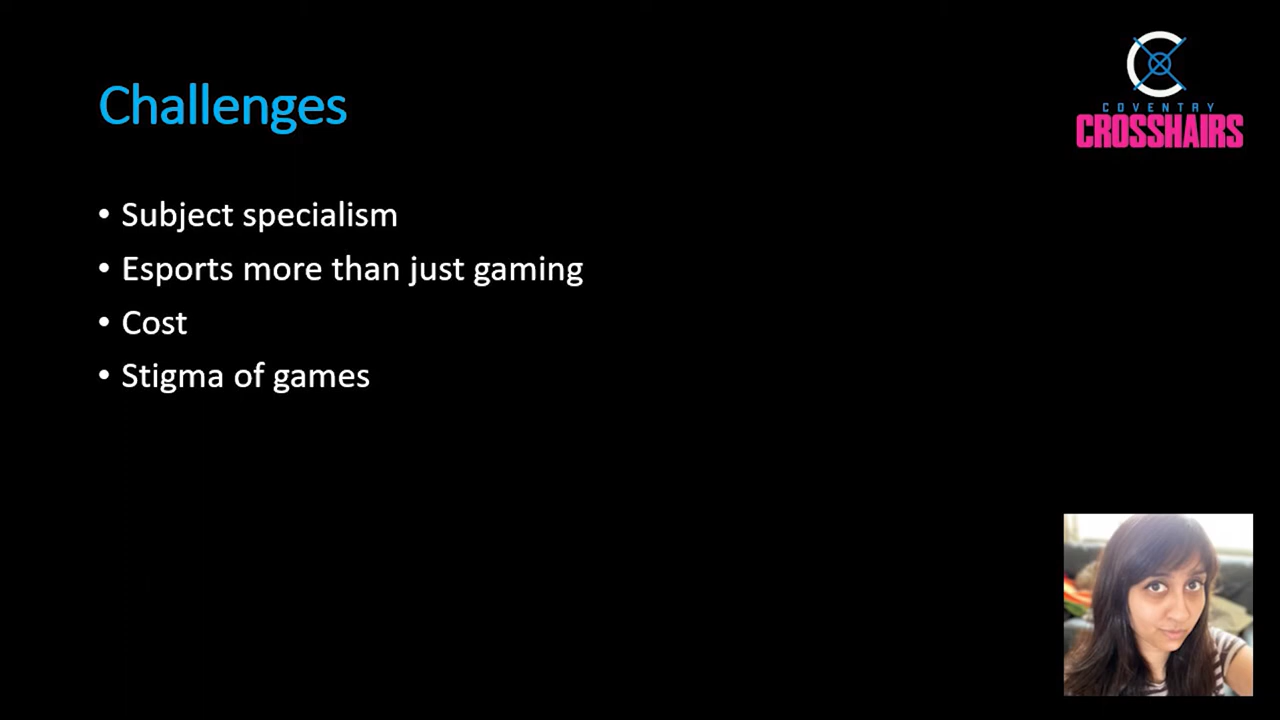 Challenges
COVENTRY
CROSSHAIRS
• Subject specialism
• Esports more than just gaming
• Cost
• Stigma of games